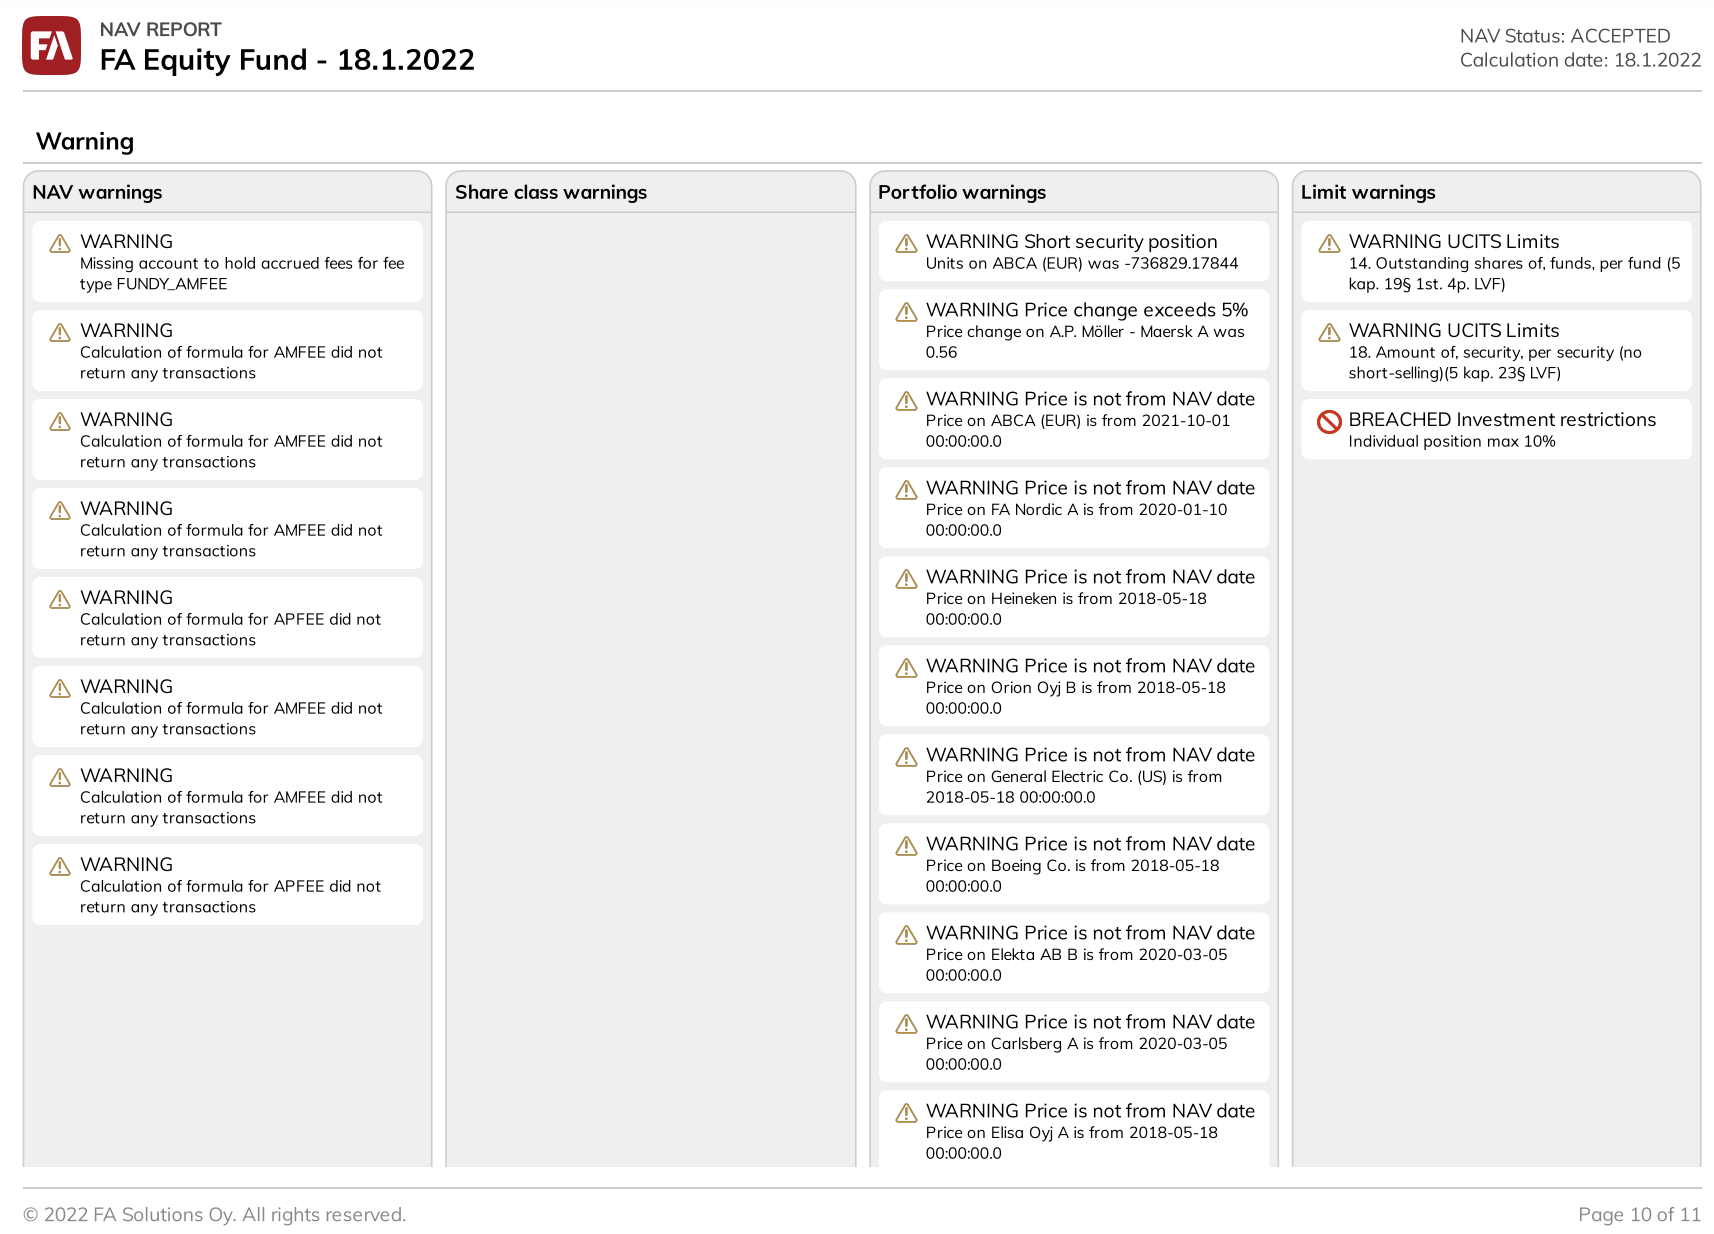 FA
NAV REPORT
FA Equity Fund - 18.1.2022
NAV Status: ACCEPTED
Calculation date: 18.1.2022
Warning
NAV warnings
WARNING
Missing account to hold accrued fees for fee
type FUNDY_AMFEE
WARNING
Calculation of formula for AMFEE did not
return any transactions
WARNING
Calculation of formula for AMFEE did not
return any transactions
WARNING
Calculation of formula for AMFEE did not
return any transactions
WARNING
Calculation of formula for APFEE did not
return any transactions
WARNING
Calculation of formula for AMFEE did not
return any transactions
WARNING
Calculation of formula for AMFEE did not
return any transactions
WARNING
Calculation of formula for APFEE did not
return any transactions
Share class warnings
Portfolio warnings
WARNING Short security position
Units on ABCA (EUR) was -736829.17844
WARNING Price change exceeds 5%
Price change on A.P. Möller - Maersk A was
0.56
WARNING Price is not from NAV date
Price on ABCA (EUR) is from 2021-10-01
00:00:00.0
WARNING Price is not from NAV date
Price on FA Nordic A is from 2020-01-10
00:00:00.0
WARNING Price is not from NAV date
Price on Heineken is from 2018-05-18
00:00:00.0
WARNING Price is not from NAV date
Price on Orion Oyj B is from 2018-05-18
00:00:00.0
WARNING Price is not from NAV date
Price on General Electric Co. (US) is from
2018-05-18 00:00:00.0
WARNING Price is not from NAV date
Price on Boeing Co. is from 2018-05-18
00:00:00.0
WARNING Price is not from NAV date
Price on Elekta AB B is from 2020-03-05
00:00:00.0
WARNING Price is not from NAV date
Price on Carlsberg A is from 2020-03-05
00:00:00.0
WARNING Price is not from NAV date
Price on Elisa Oyj A is from 2018-05-18
00:00:00.0
Limit warnings
WARNING UCITS Limits
14. Outstanding shares of, funds, per fund (5
kap. 19§ 1st. 4p. LVF)
WARNING UCITS Limits
18. Amount of, security, per security (no
short-selling)(5 kap. 23§ LVF)
BREACHED Investment restrictions
Individual position max 10%
© 2022 FA Solutions Oy. All rights reserved.
Page 10 of 11